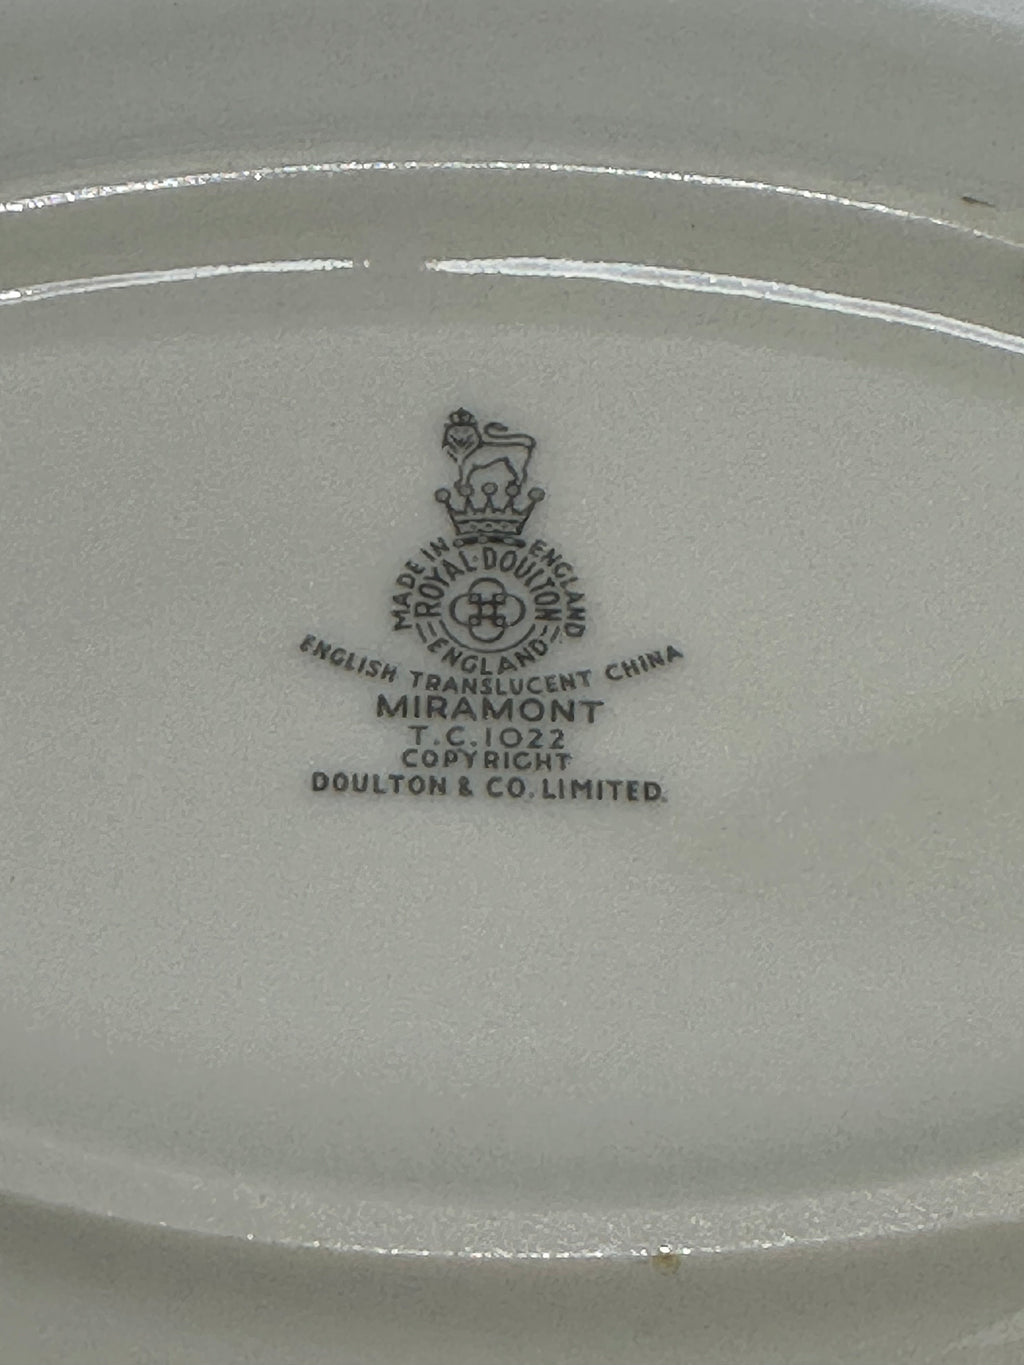 MADE IN ENGLAND
ROYAL·DOULTON
ENGLAND
ENGLISH TRANSLUCENT CHINA
MIRAMONT
T.C.1022
COPYRIGHT
DOULTON & CO. LIMITED.